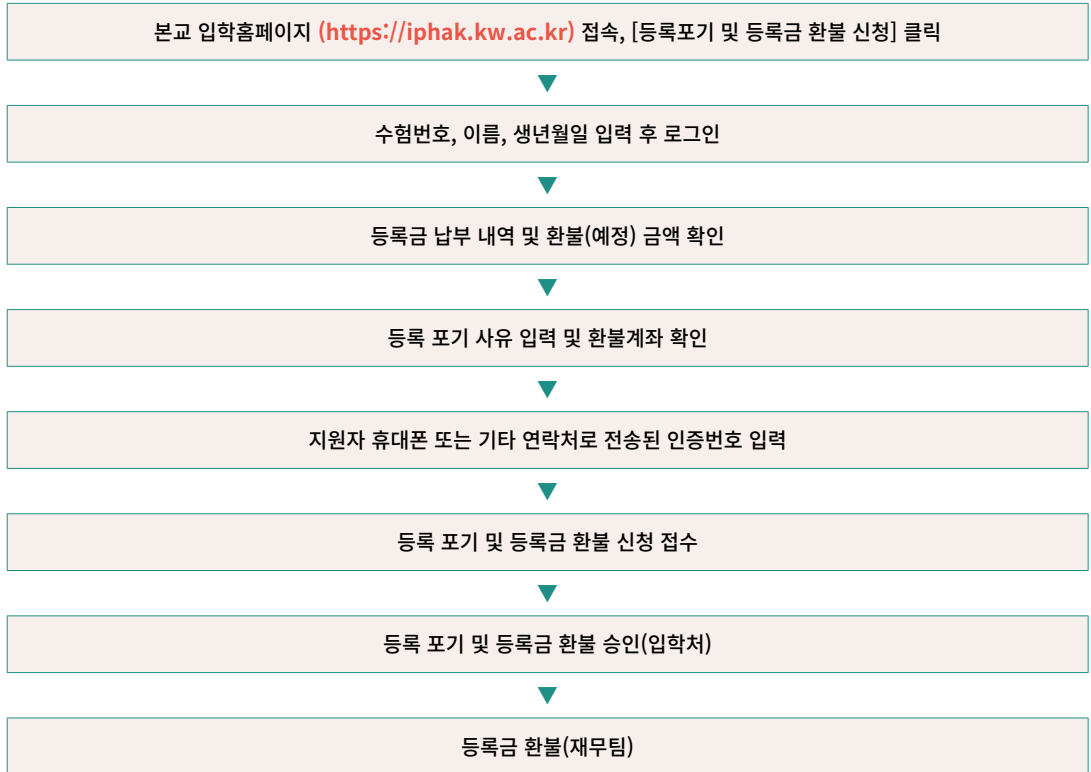 본교 입학홈페이지 (https://iphak.kw.ac.kr) 접속, [등록포기 및 등록금 환불 신청] 클릭
수험번호, 이름, 생년월일 입력 후 로그인
등록금 납부 내역 및 환불(예정) 금액 확인
등록 포기 사유 입력 및 환불계좌 확인
지원자 휴대폰 또는 기타 연락처로 전송된 인증번호 입력
등록 포기 및 등록금 환불 신청 접수
등록 포기 및 등록금 환불 승인(입학처)
등록금 환불(재무팀)